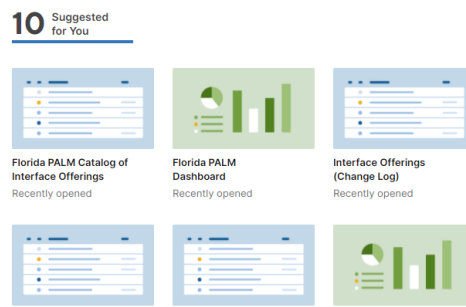 10 Suggested
for You
Florida PALM Catalog of
Interface Offerings
Recently opened
Florida PALM
Dashboard
Recently opened
Interface Offerings
(Change Log)
Recently opened